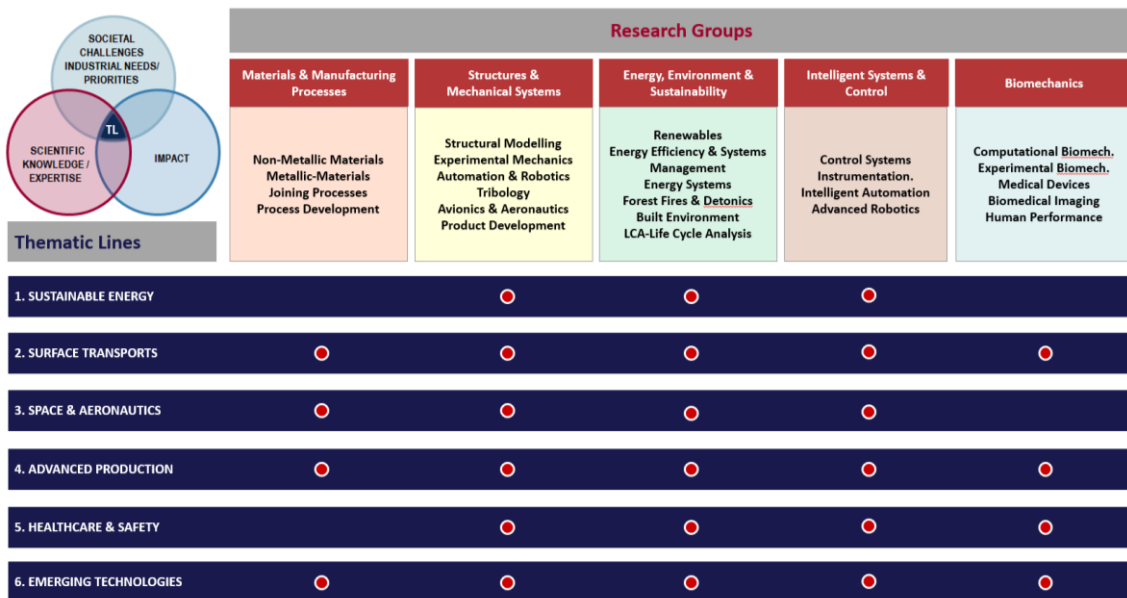 SOCIETAL
CHALLENGES
INDUSTRIAL NEEDS/
PRIORITIES
TL
SCIENTIFIC
KNOWLEDGE /
EXPERTISE
IMPACT
Thematic Lines
Research Groups
Materials & Manufacturing
Processes
Non-Metallic Materials
Metallic-Materials
Joining Processes
Process Development
Structures &
Mechanical Systems
Structural Modelling
Experimental Mechanics
Automation & Robotics
Tribology
Avionics & Aeronautics
Product Development
Energy, Environment &
Sustainability
Renewables
Energy Efficiency & Systems
Management
Energy Systems
Forest Fires & Detonics
Built Environment
LCA-Life Cycle Analysis
Intelligent Systems &
Control
Control Systems
Instrumentation.
Intelligent Automation
Advanced Robotics
Biomechanics
Computational Biomech.
Experimental Biomech.
Medical Devices
Biomedical Imaging
Human Performance
1. SUSTAINABLE ENERGY
2. SURFACE TRANSPORTS
3. SPACE & AERONAUTICS
4. ADVANCED PRODUCTION
5. HEALTHCARE & SAFETY
6. EMERGING TECHNOLOGIES